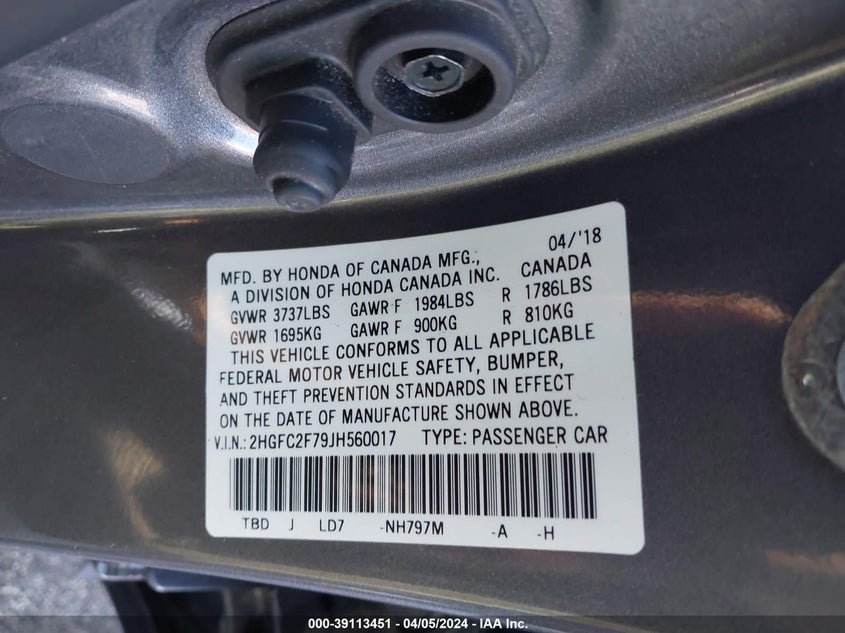 MFD. BY HONDA OF CANADA MFG., 04/'18
A DIVISION OF HONDA CANADA INC. CANADA
GVWR 3737LBS GAWR F 1984LBS R 1786LBS
GVWR 1695KG GAWR F 900KG R 810KG
THIS VEHICLE CONFORMS TO ALL APPLICABLE
FEDERAL MOTOR VEHICLE SAFETY, BUMPER,
AND THEFT PREVENTION STANDARDS IN EFFECT
ON THE DATE OF MANUFACTURE SHOWN ABOVE.
V.I.N.: 2HGFC2F79JH560017 TYPE: PASSENGER CAR
TBD J LD7 -NH797M -A -H
000-39113451 - 04/05/2024 - IAA Inc.